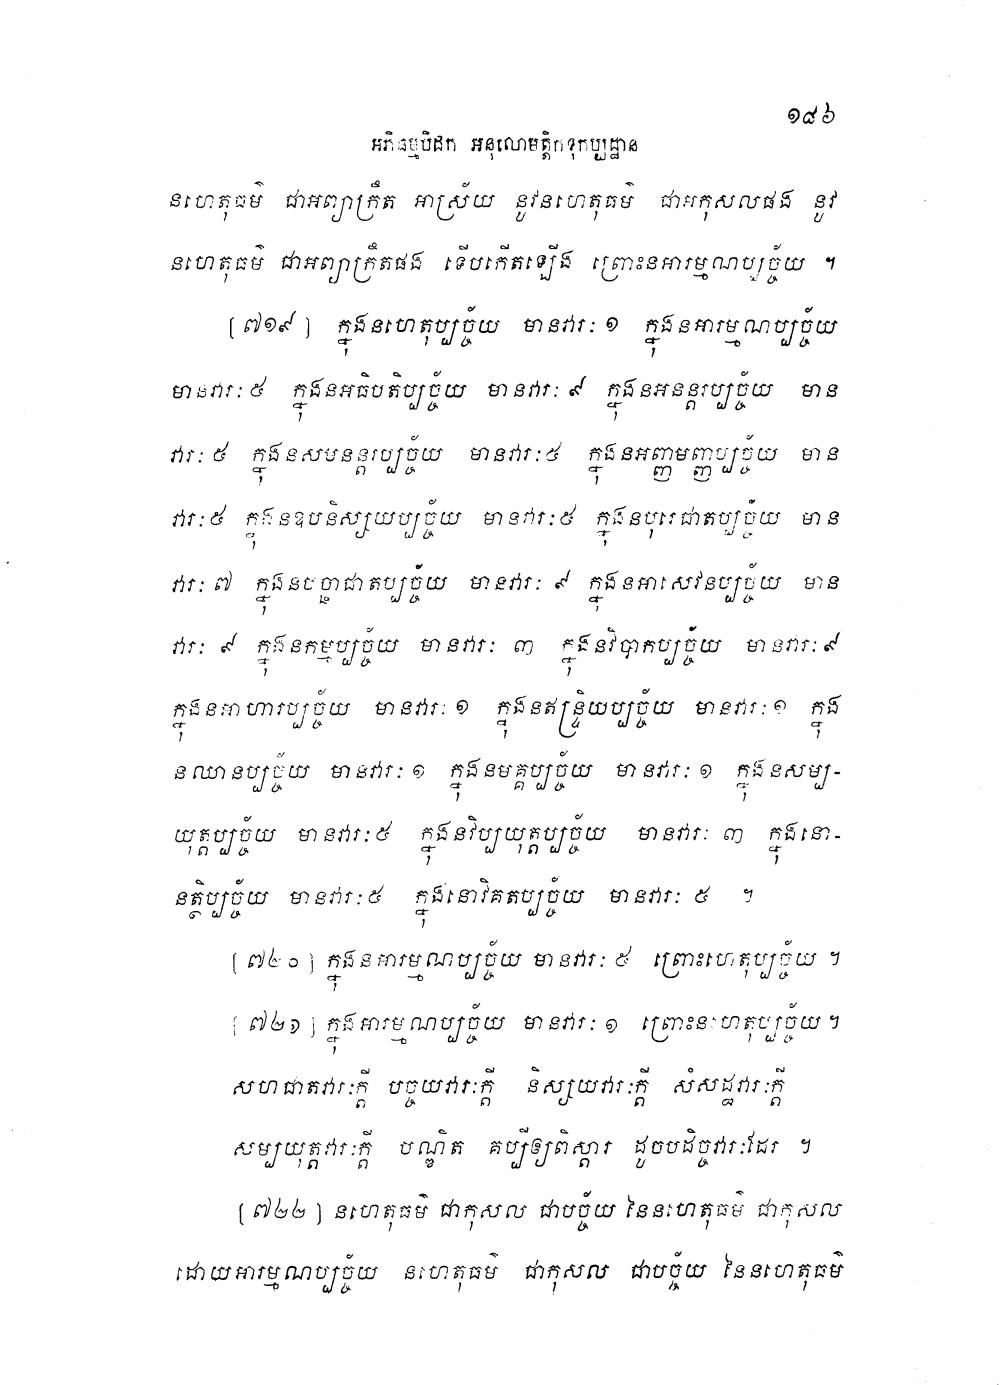 ១៩៦
អភិធម្មបិដក អនុលោមត្តិកទុកប្បដ្ឋាន
នហេតុធម៌ ជាអព្យាក្រឹត អាស្រ័យ នូវនហេតុធម៌ ជាអកុសលផង នូវ
នហេតុធម៌ ជាអព្យាក្រឹតផង ទើបកើតឡើង ព្រោះនអារម្មណប្បច្ច័យ ។
[៧១៩] ក្នុងនហេតុប្បច្ច័យ មានវារៈ ១ ក្នុងនអារម្មណប្បច្ច័យ
មានវារៈ ៥ ក្នុងនអធិបតិប្បច្ច័យ មានវារៈ ៩ ក្នុងនអនន្តរប្បច្ច័យ មាន
វារៈ ៥ ក្នុងនសមនន្តរប្បច្ច័យ មានវារៈ ៥ ក្នុងនអញ្ញមញ្ញប្បច្ច័យ មាន
វារៈ ៥ ក្នុងនឧបនិស្សយប្បច្ច័យ មានវារៈ ៥ ក្នុងនបុរេជាតប្បច្ច័យ មាន
វារៈ ៧ ក្នុងនបច្ឆាជាតប្បច្ច័យ មានវារៈ ៩ ក្នុងនអាសេវនប្បច្ច័យ មាន
វារៈ ៩ ក្នុងនកម្មប្បច្ច័យ មានវារៈ ៣ ក្នុងនវិបាកប្បច្ច័យ មានវារៈ ៩
ក្នុងនអាហារប្បច្ច័យ មានវារៈ ១ ក្នុងនឥន្ទ្រិយប្បច្ច័យ មានវារៈ ១ ក្នុង
នឈានប្បច្ច័យ មានវារៈ ១ ក្នុងនមគ្គប្បច្ច័យ មានវារៈ ១ ក្នុងនសម្ប-
យុត្តប្បច្ច័យ មានវារៈ ៥ ក្នុងនវិប្បយុត្តប្បច្ច័យ មានវារៈ ៣ ក្នុងនោ-
នត្ថិប្បច្ច័យ មានវារៈ ៥ ក្នុងនោវិគតប្បច្ច័យ មានវារៈ ៥ ។
[៧២០] ក្នុងនអារម្មណប្បច្ច័យ មានវារៈ ៥ ព្រោះហេតុប្បច្ច័យ ។
[៧២១] ក្នុងអារម្មណប្បច្ច័យ មានវារៈ ១ ព្រោះនហេតុប្បច្ច័យ ។
សហជាតវារៈក្តី បច្ចយវារៈក្តី និស្សយវារៈក្តី សំសដ្ឋវារៈក្តី
សម្បយុត្តវារៈក្តី បណ្ឌិត គប្បីឲ្យពិស្តារ ដូចបដិច្ចវារៈដែរ ។
[៧២២] នហេតុធម៌ ជាកុសល ជាបច្ច័យ នៃនហេតុធម៌ ជាកុសល
ដោយអារម្មណប្បច្ច័យ នហេតុធម៌ ជាកុសល ជាបច្ច័យ នៃនហេតុធម៌